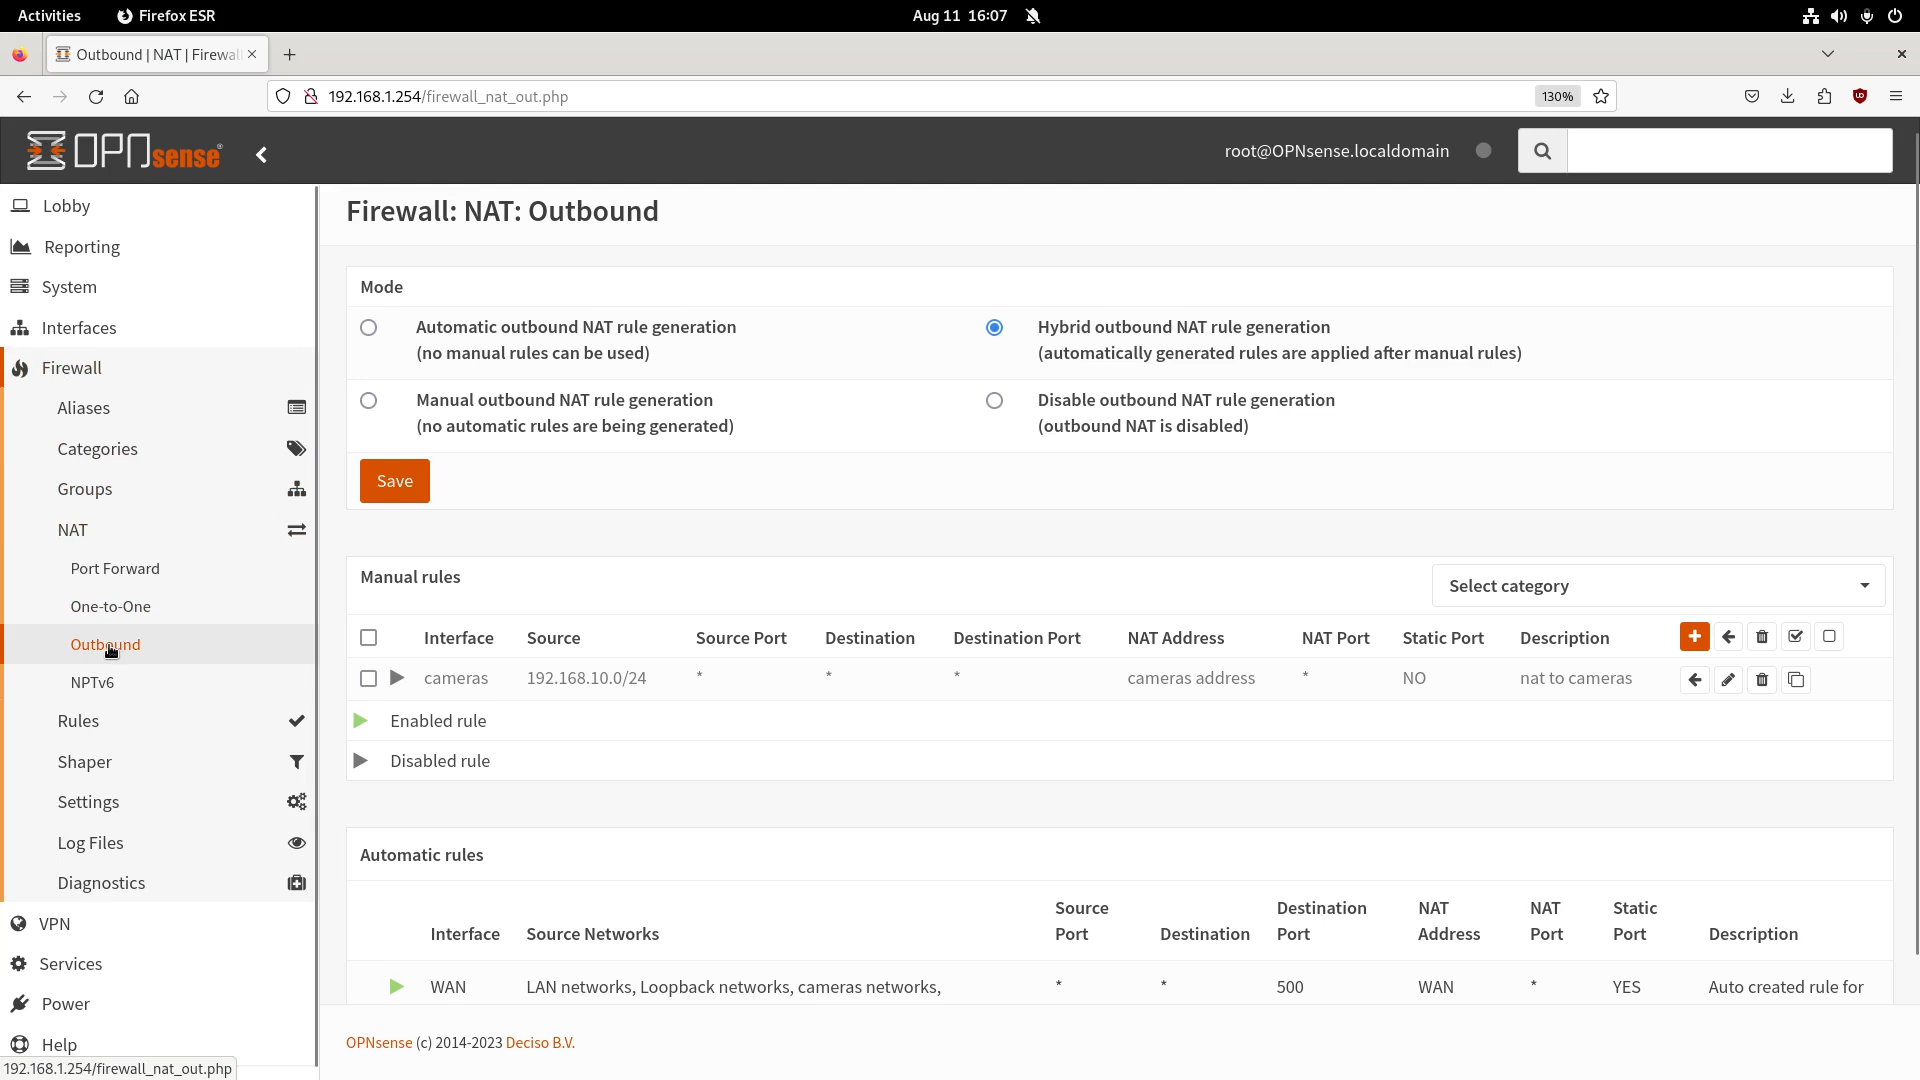 Activities
Firefox ESR
Aug 11 16:07
Outbound | NAT | Firewal
192.168.1.254/firewall_nat_out.php
130%
OPNsense®
root@OPNsense.localdomain
Lobby
Reporting
System
Interfaces
Firewall
Aliases
Categories
Groups
NAT
Port Forward
One-to-One
Outbound
NPTv6
Rules
Shaper
Settings
Log Files
Diagnostics
VPN
Services
Power
Help
192.168.1.254/firewall_nat_out.php
Firewall: NAT: Outbound
Mode
Automatic outbound NAT rule generation
(no manual rules can be used)
Hybrid outbound NAT rule generation
(automatically generated rules are applied after manual rules)
Manual outbound NAT rule generation
(no automatic rules are being generated)
Disable outbound NAT rule generation
(outbound NAT is disabled)
Save
Manual rules
Select category
Interface Source Source Port Destination Destination Port NAT Address NAT Port Static Port Description
cameras 192.168.10.0/24 * * * cameras address * NO nat to cameras
Enabled rule
Disabled rule
Automatic rules
Interface Source Networks Source Port Destination Destination Port NAT Address NAT Port Static Port Description
WAN LAN networks, Loopback networks, cameras networks, * * 500 WAN * YES Auto created rule for
OPNsense (c) 2014-2023 Deciso B.V.